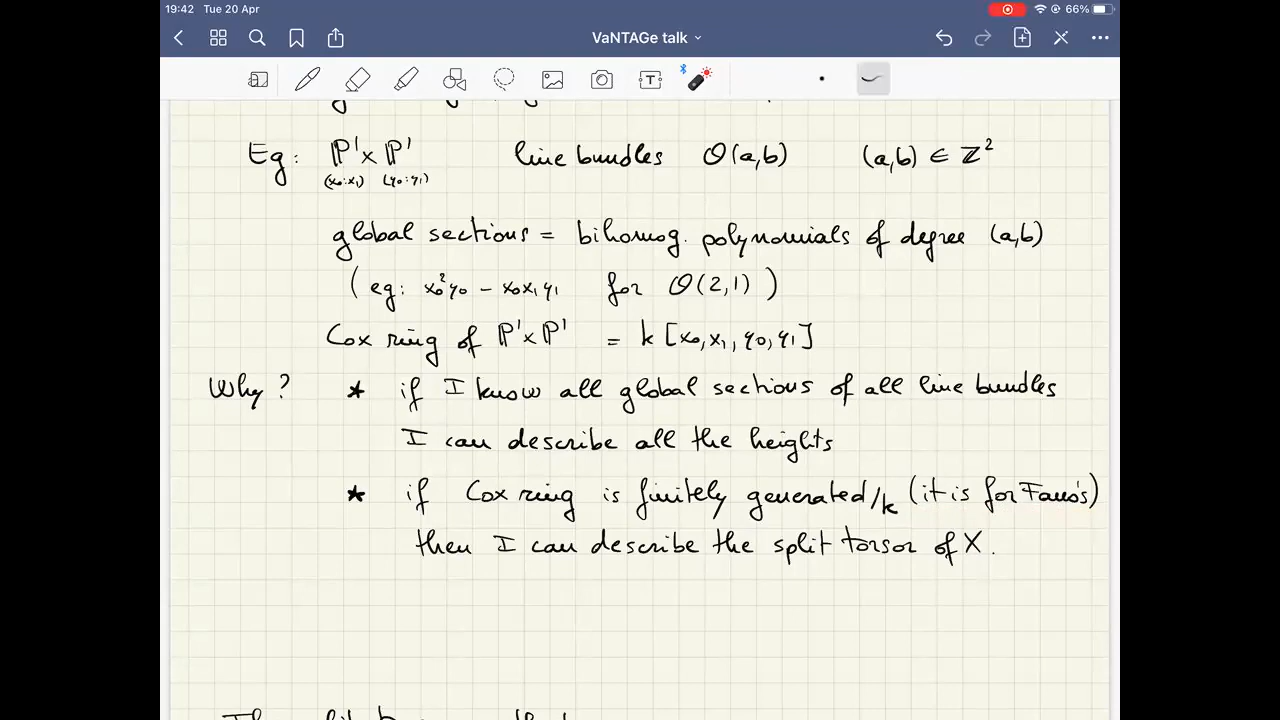 19:42 Tue 20 Apr
66%
VaNTAGe talk
T
Eg: ℙ¹ × ℙ¹ line bundles O(a,b) (a,b) ∈ ℤ²
(x₀:x₁) (y₀:y₁)
global sections = bihomog. polynomials of degree (a,b)
(eg: x₀²y₀ − x₀x₁y₁ for O(2,1))
Cox ring of ℙ¹×ℙ¹ = k[x₀,x₁,y₀,y₁]
Why? * if I know all global sections of all line bundles
I can describe all the heights
* if Cox ring is finitely generated/k (it is for Fano's)
then I can describe the split torsor of X.